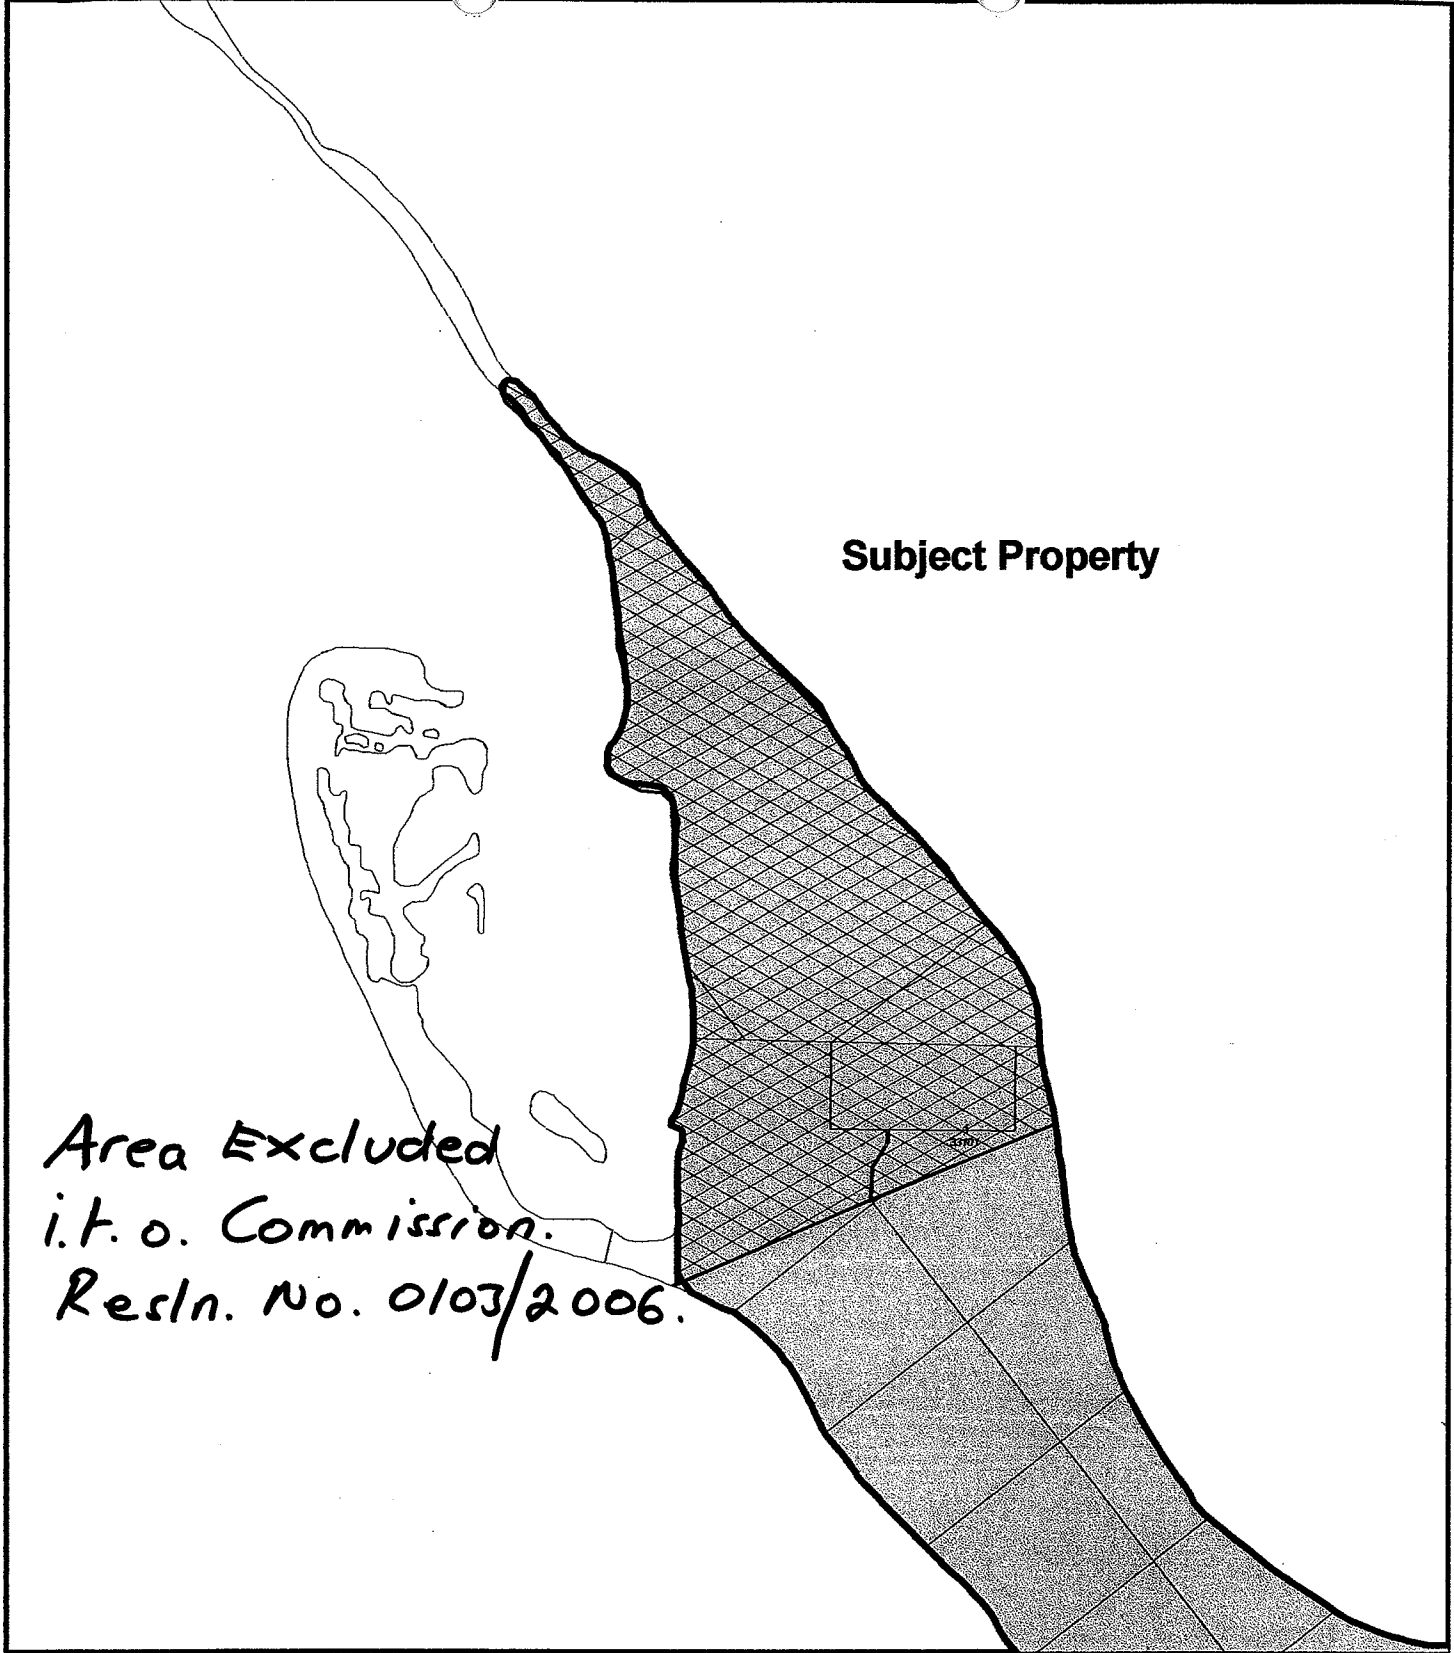 Subject Property
Area Excluded
i.t.o. Commission.
Resln. No. 0103/2006.